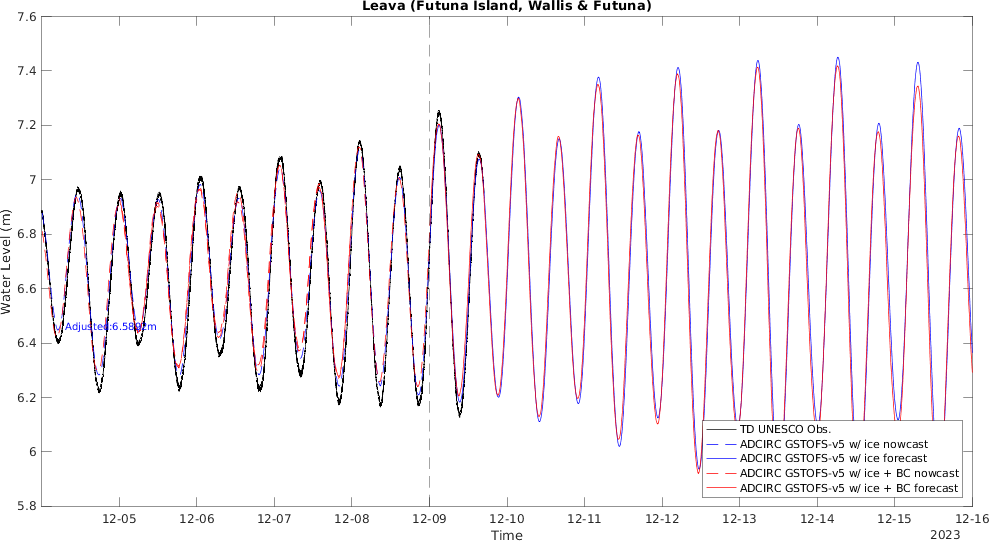 Leava (Futuna Island, Wallis & Futuna)
7.6
7.4
7.2
7
6.8
6.6
6.4
6.2
6
5.8
Water Level (m)
TD UNESCO Obs.
ADCIRC GSTOFS-v5 w/ ice nowcast
ADCIRC GSTOFS-v5 w/ ice forecast
ADCIRC GSTOFS-v5 w/ ice + BC nowcast
ADCIRC GSTOFS-v5 w/ ice + BC forecast
12-05 12-06 12-07 12-08 12-09 12-10 12-11 12-12 12-13 12-14 12-15 12-16
Time
2023